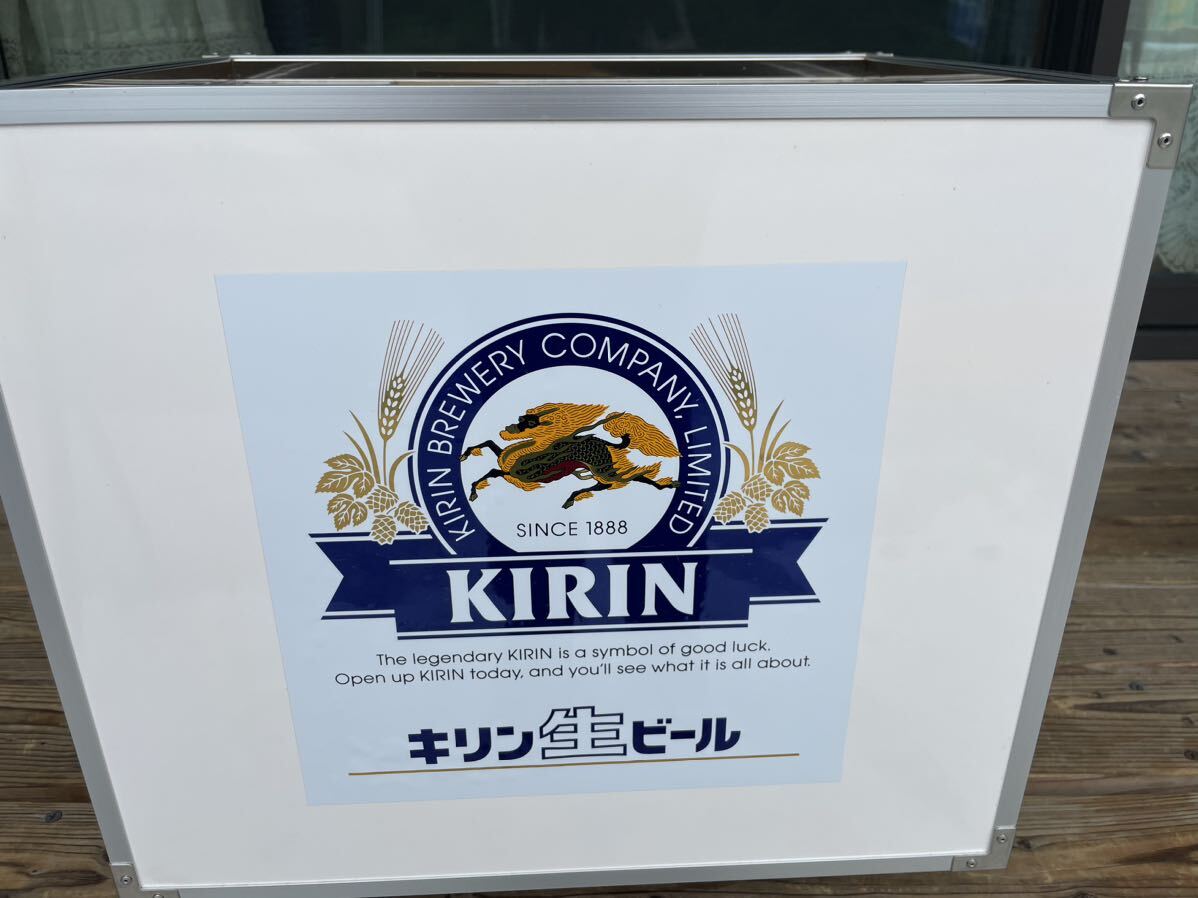 KIRIN BREWERY COMPANY, LIMITED
SINCE 1888
KIRIN
The legendary KIRIN is a symbol of good luck.
Open up KIRIN today, and you'll see what it is all about.
キリン生ビール